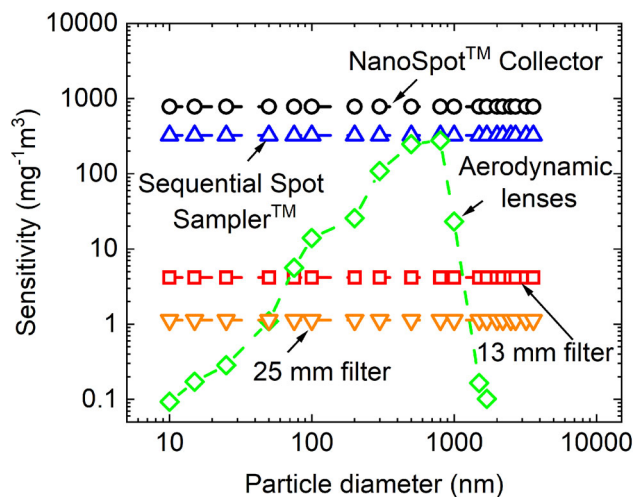 10000
1000
100
10
1
0.1
Sensitivity (mg⁻¹m³)
NanoSpot™ Collector
Sequential Spot
Sampler™
Aerodynamic
lenses
25 mm filter
13 mm filter
10
100
1000
10000
Particle diameter (nm)